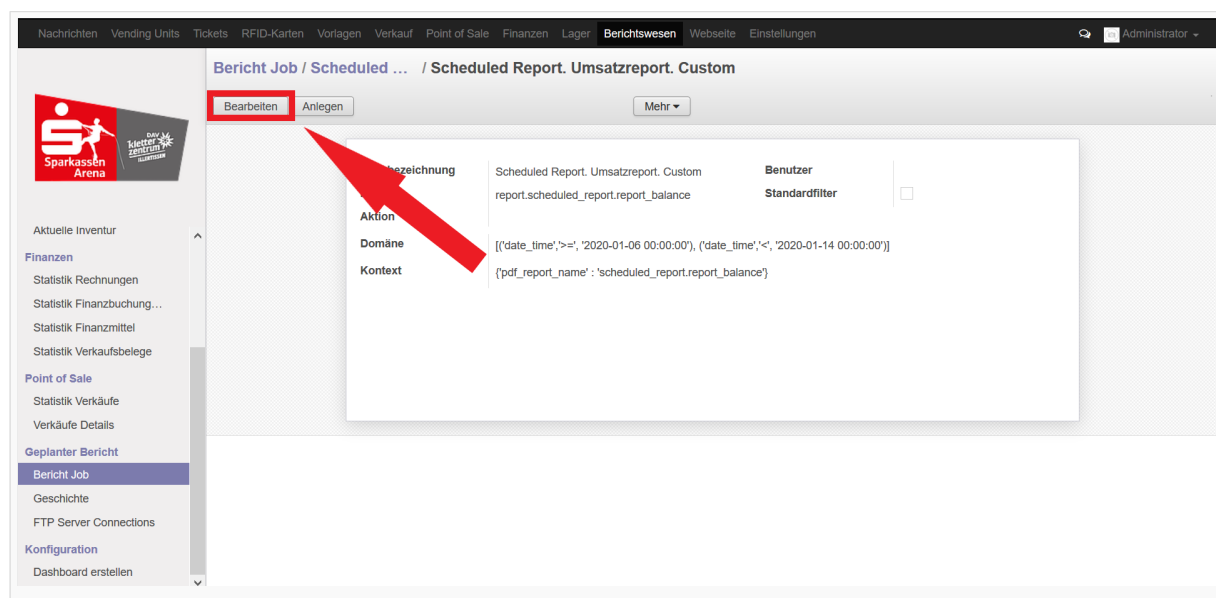 Nachrichten Vending Units Tickets RFID-Karten Vorlagen Verkauf Point of Sale Finanzen Lager Berichtswesen Webseite Einstellungen Administrator
Bericht Job / Scheduled ... / Scheduled Report. Umsatzreport. Custom
Bearbeiten Anlegen Mehr
Sparkassen
Arena
DAV
kletter
zentrum
ILLERTISSEN
bezeichnung Scheduled Report. Umsatzreport. Custom Benutzer
report.scheduled_report.report_balance Standardfilter
Aktion
Domäne [('date_time','>=', '2020-01-06 00:00:00'), ('date_time','<', '2020-01-14 00:00:00')]
Kontext {'pdf_report_name' : 'scheduled_report.report_balance'}
Aktuelle Inventur
Finanzen
Statistik Rechnungen
Statistik Finanzbuchung...
Statistik Finanzmittel
Statistik Verkaufsbelege
Point of Sale
Statistik Verkäufe
Verkäufe Details
Geplanter Bericht
Bericht Job
Geschichte
FTP Server Connections
Konfiguration
Dashboard erstellen